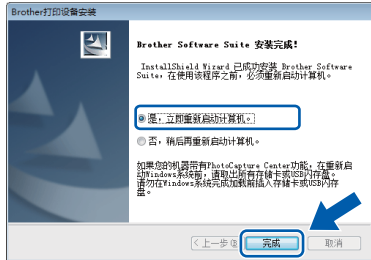 Brother打印设备安装
Brother Software Suite 安装完成!
InstallShield Wizard 已成功安装 Brother Software
Suite，在使用该程序之前，必须重新启动计算机。
是，立即重新启动计算机。
否，稍后再重新启动计算机。
如果您的机器带有PhotoCapture Center功能，在重新启
动Windows系统前，请取出所有存储卡或USB闪存盘。
请勿在Windows系统完成加载前插入存储卡或USB闪存
盘。
<上一步(B)
完成
取消